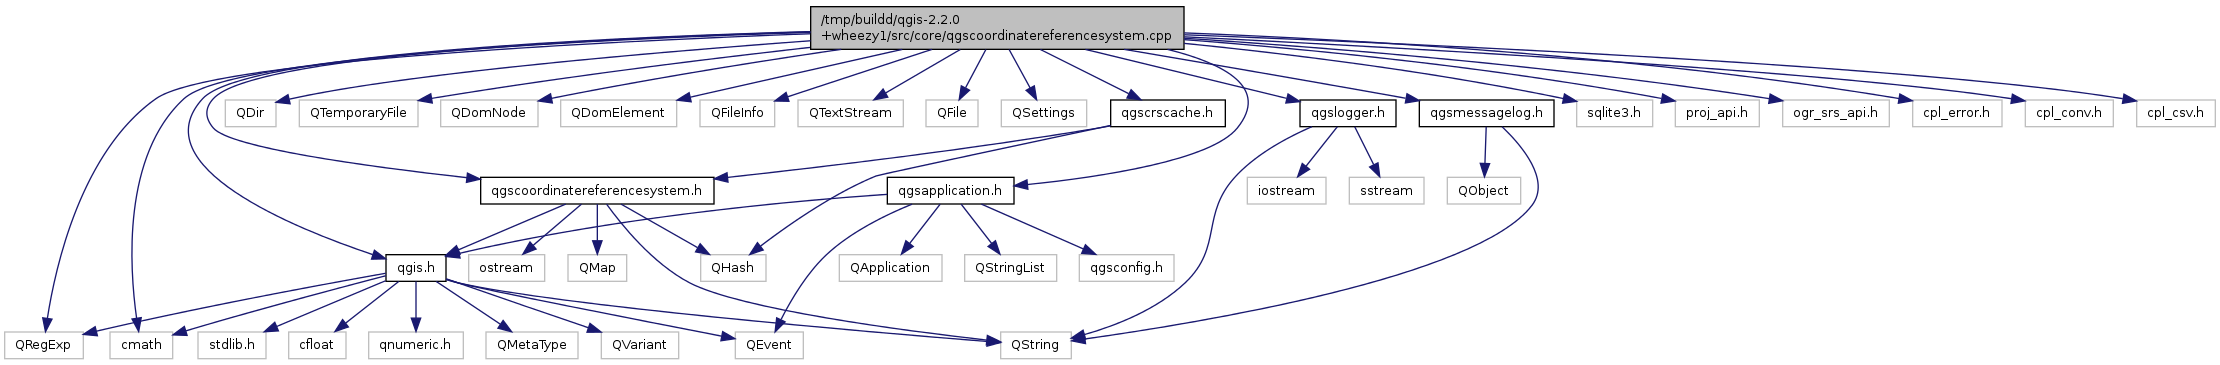 /tmp/buildd/qgis-2.2.0
+wheezy1/src/core/qgscoordinatereferencesystem.cpp
QDir
QTemporaryFile
QDomNode
QDomElement
QFileInfo
QTextStream
QFile
QSettings
qgscrscache.h
qgslogger.h
qgsmessagelog.h
sqlite3.h
proj_api.h
ogr_srs_api.h
cpl_error.h
cpl_conv.h
cpl_csv.h
qgscoordinatereferencesystem.h
qgsapplication.h
iostream
sstream
QObject
qgis.h
ostream
QMap
QHash
QApplication
QStringList
qgsconfig.h
QRegExp
cmath
stdlib.h
cfloat
qnumeric.h
QMetaType
QVariant
QEvent
QString